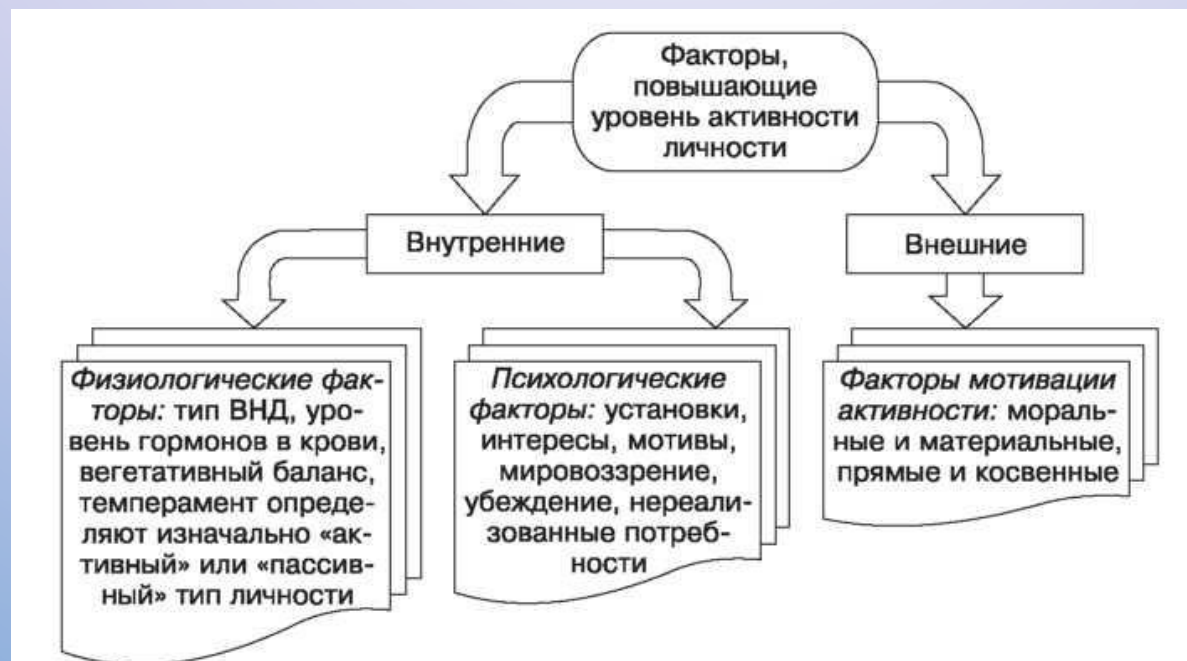 Факторы,
повышающие
уровень активности
личности
Внутренние
Внешние
Физиологические фак-
торы: тип ВНД, уро-
вень гормонов в крови,
вегетативный баланс,
темперамент опреде-
ляют изначально «ак-
тивный» или «пассив-
ный» тип личности
Психологические
факторы: установки,
интересы, мотивы,
мировоззрение,
убеждение, нереали-
зованные потреб-
ности
Факторы мотивации
активности: мораль-
ные и материальные,
прямые и косвенные